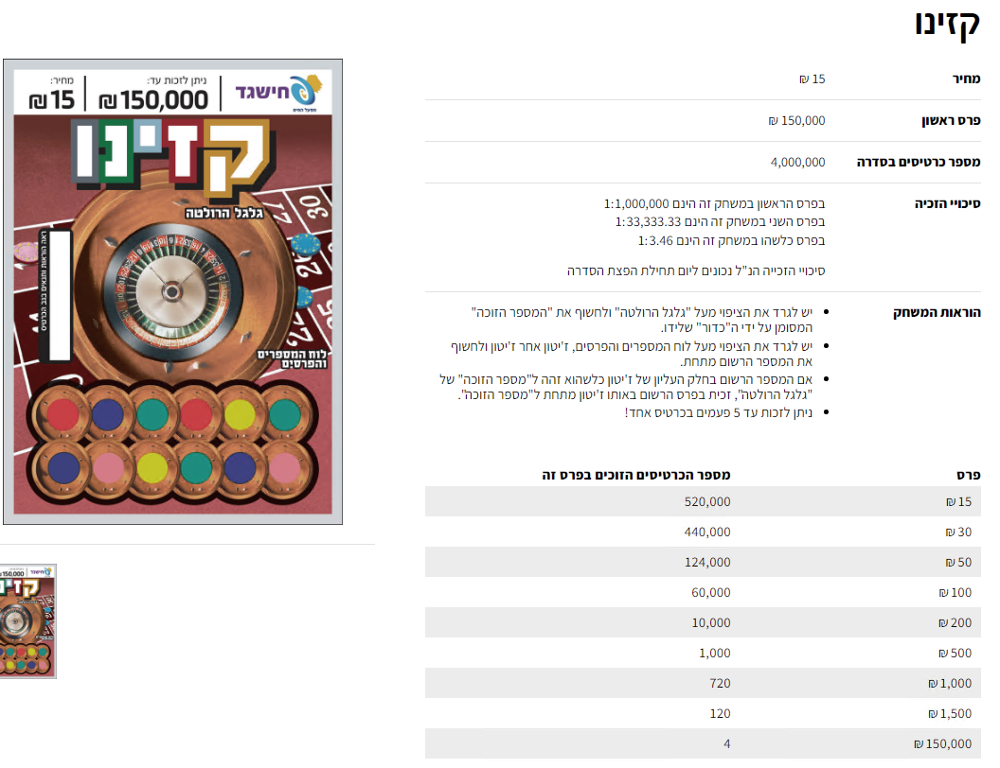 קזינו
מחיר
15 ₪
פרס ראשון
150,000 ₪
מספר כרטיסים בסדרה
4,000,000
סיכויי הזכיה
בפרס הראשון במשחק זה הינם 1:1,000,000
בפרס השני במשחק זה הינם 1:33,333.33
בפרס כלשהו במשחק זה הינם 1:3.46
סיכויי הזכייה הנ"ל נכונים ליום תחילת הפצת הסדרה
הוראות המשחק
יש לגרד את הציפוי מעל "גלגל הרולטה" ולחשוף את "המספר הזוכה"
המסומן על ידי ה"כדור" שלידו.
יש לגרד את הציפוי מעל לוח המספרים והפרסים, ז'יטון אחר ז'יטון ולחשוף
את המספר הרשום מתחת.
אם המספר הרשום בחלק העליון של ז'יטון כלשהוא זהה ל"מספר הזוכה" של
"גלגל הרולטה", זכית בפרס הרשום באותו ז'יטון מתחת ל"מספר הזוכה".
ניתן לזכות עד 5 פעמים בכרטיס אחד!
פרס מספר הכרטיסים הזוכים בפרס זה
15 ₪ 520,000
30 ₪ 440,000
50 ₪ 124,000
100 ₪ 60,000
200 ₪ 10,000
500 ₪ 1,000
1,000 ₪ 720
1,500 ₪ 120
150,000 ₪ 4
חישגד
מפעל הפיס
ניתן לזכות עד:
150,000 ₪
מחיר:
15 ₪
קזינו
גלגל הרולטה
ראה הוראות ותנאים בגב הכרטיס
לוח המספרים
והפרסים